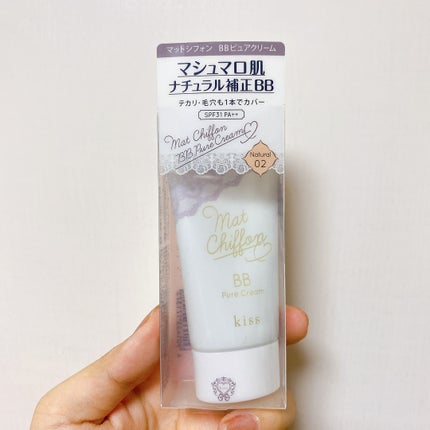 マットシフォン BBピュアクリーム
マシュマロ肌
ナチュラル補正BB
テカリ・毛穴も1本でカバー
SPF31 PA++
Mat Chiffon
BB Pure Cream
Natural
02
Mat
Chiffon
BB
Pure Cream
kiss